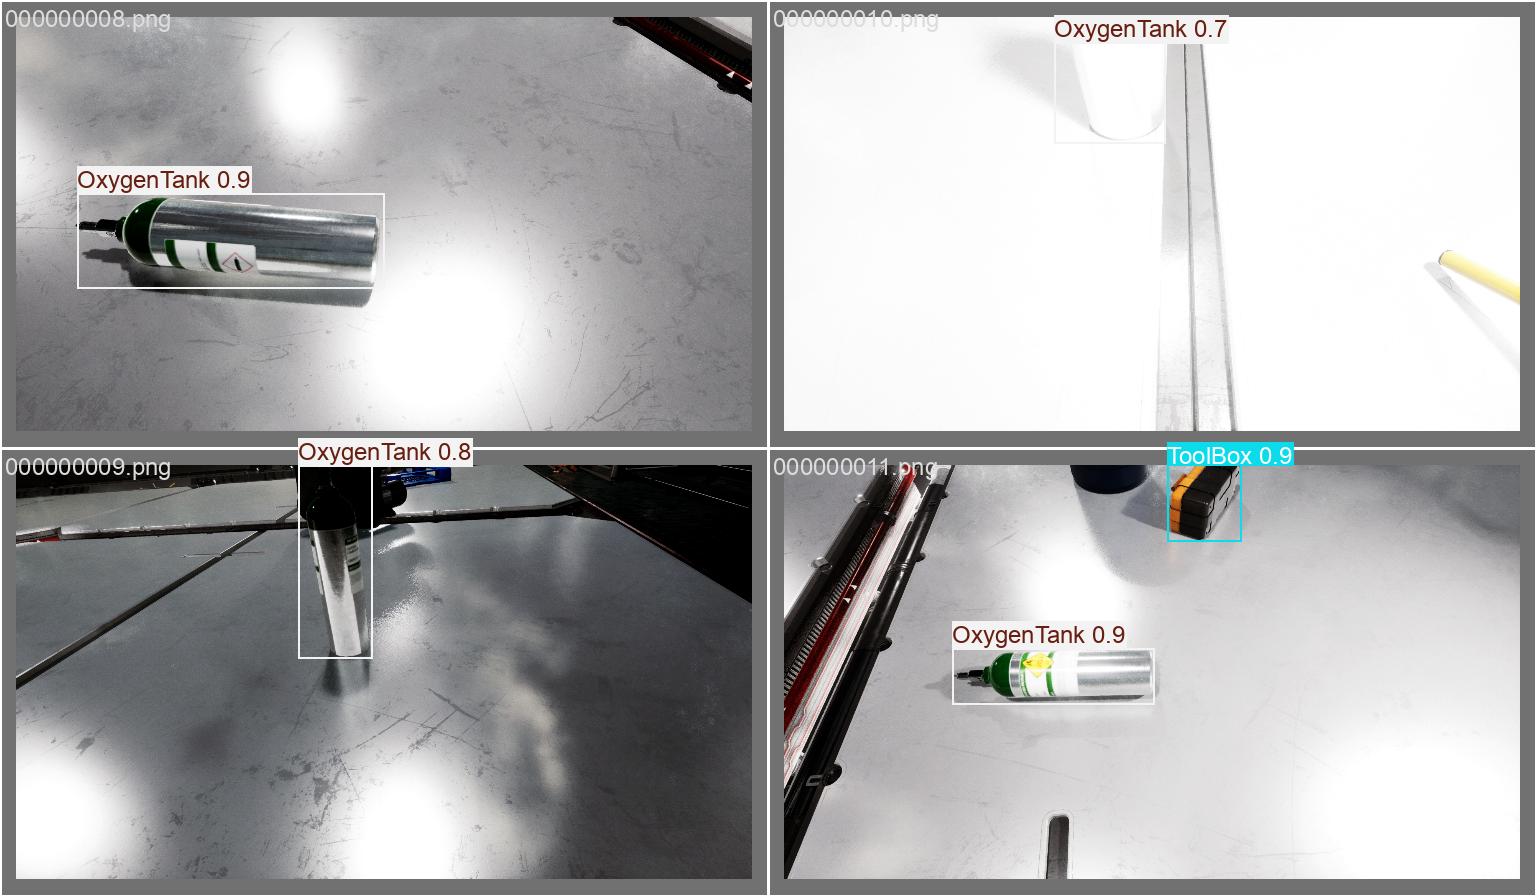 000000008.png
OxygenTank 0.9
000000010.png
OxygenTank 0.7
000000009.png
OxygenTank 0.8
000000011.png
ToolBox 0.9
OxygenTank 0.9